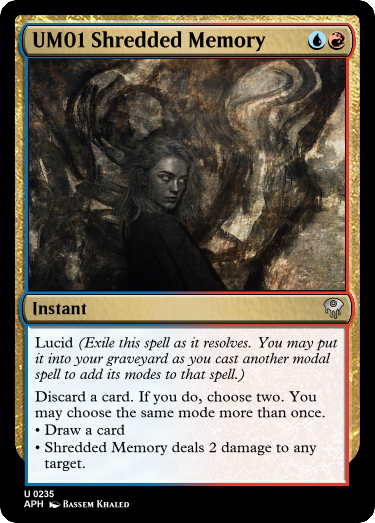 UM01 Shredded Memory
Instant
Lucid (Exile this spell as it resolves. You may put
it into your graveyard as you cast another modal
spell to add its modes to that spell.)
Discard a card. If you do, choose two. You
may choose the same mode more than once.
• Draw a card
• Shredded Memory deals 2 damage to any
target.
U 0235
APH Bassem Khaled